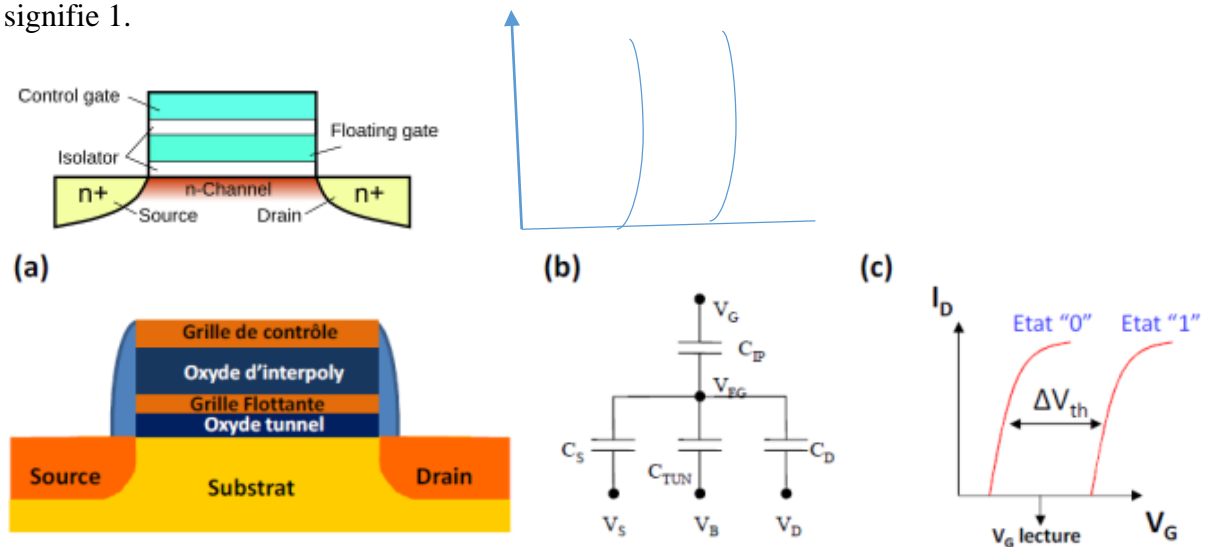 signifie 1.
Control gate
Floating gate
Isolator
n-Channel
n+
n+
Source
Drain
(a)
(b)
(c)
Grille de contrôle
Oxyde d'interpoly
Grille Flottante
Oxyde tunnel
Source
Substrat
Drain
V_G
C_IP
V_FG
C_S
C_TUN
C_D
V_S
V_B
V_D
I_D
Etat "0"
Etat "1"
ΔV_th
V_G lecture
V_G